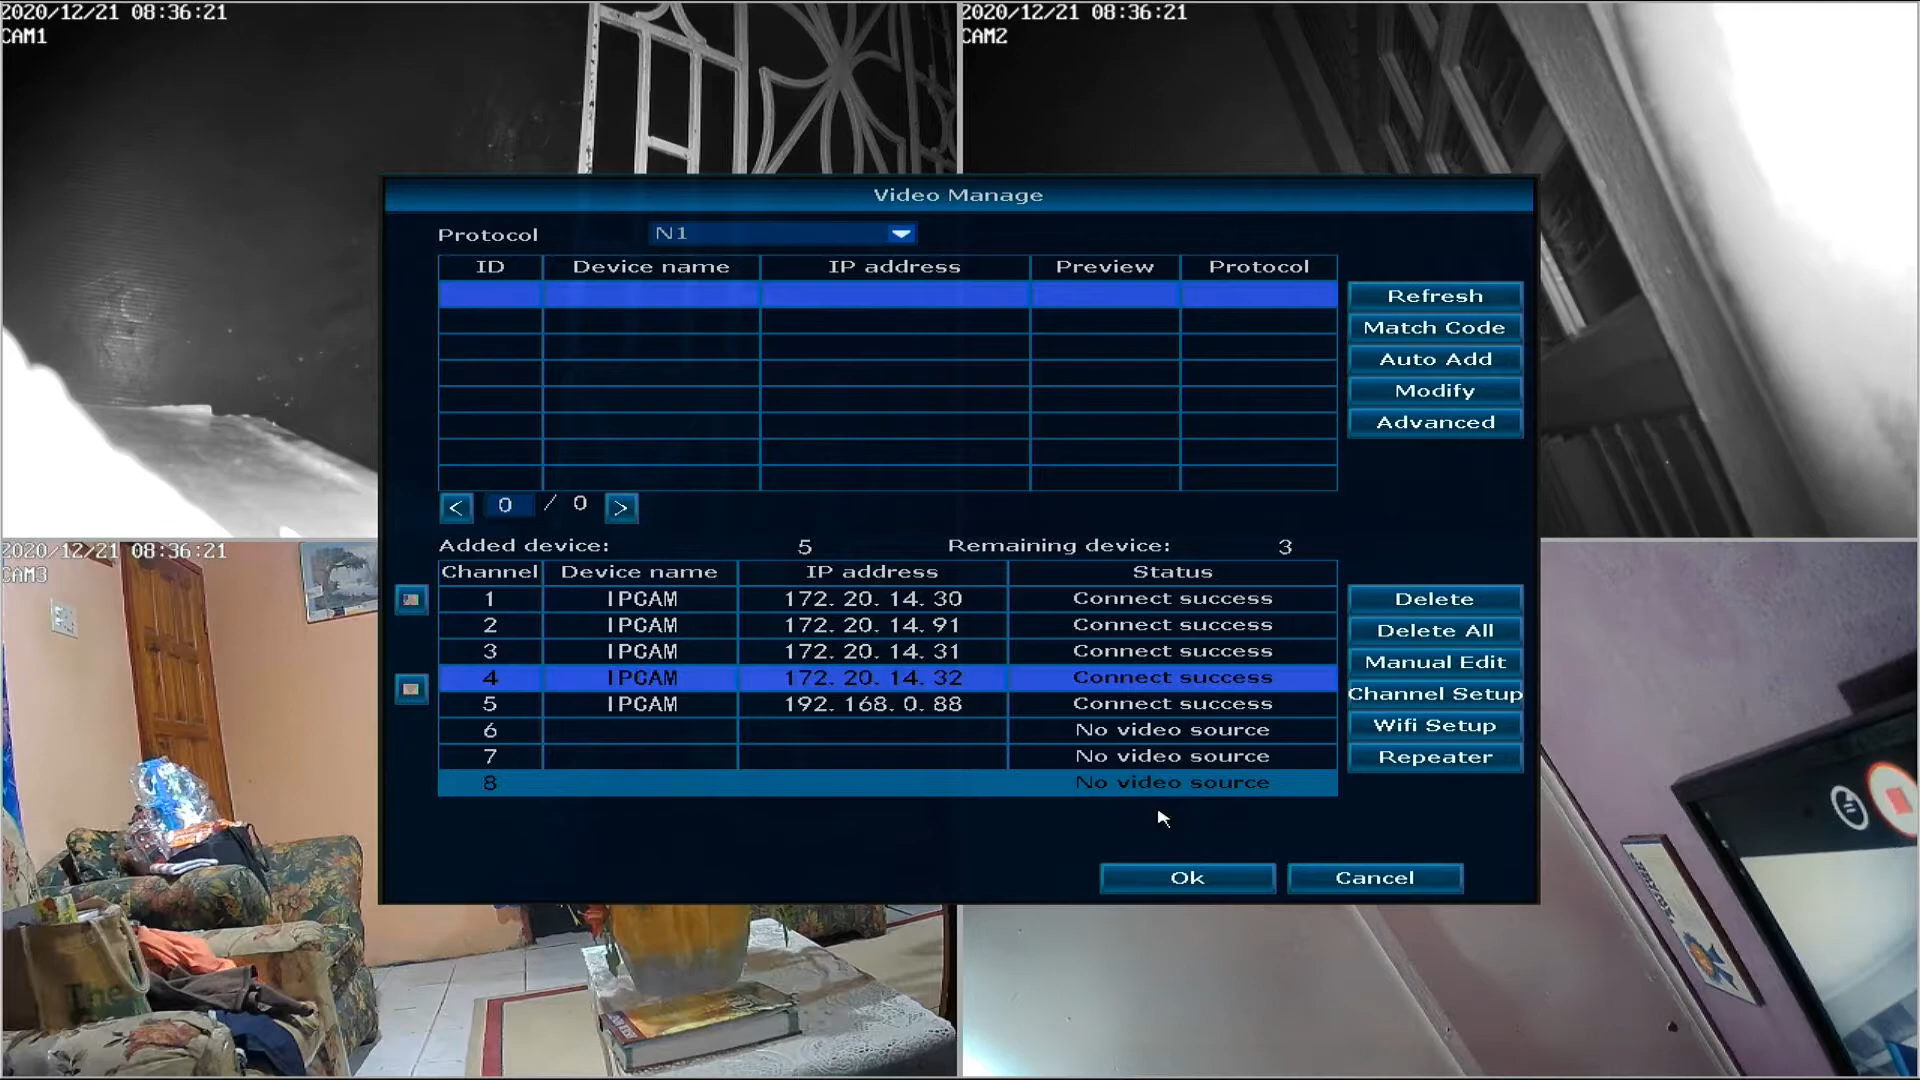 2020/12/21 08:36:21
CAM1
2020/12/21 08:36:21
CAM2
Video Manage
Protocol N1
ID Device name IP address Preview Protocol
Refresh
Match Code
Auto Add
Modify
Advanced
< 0 / 0 >
Added device: 5 Remaining device: 3
Channel Device name IP address Status
1 IPCAM 172. 20. 14. 30 Connect success
2 IPCAM 172. 20. 14. 91 Connect success
3 IPCAM 172. 20. 14. 31 Connect success
4 IPCAM 172. 20. 14. 32 Connect success
5 IPCAM 192. 168. 0. 88 Connect success
6 No video source
7 No video source
8 No video source
Delete
Delete All
Manual Edit
Channel Setup
Wifi Setup
Repeater
Ok Cancel
2020/12/21 08:36:21
CAM3
The